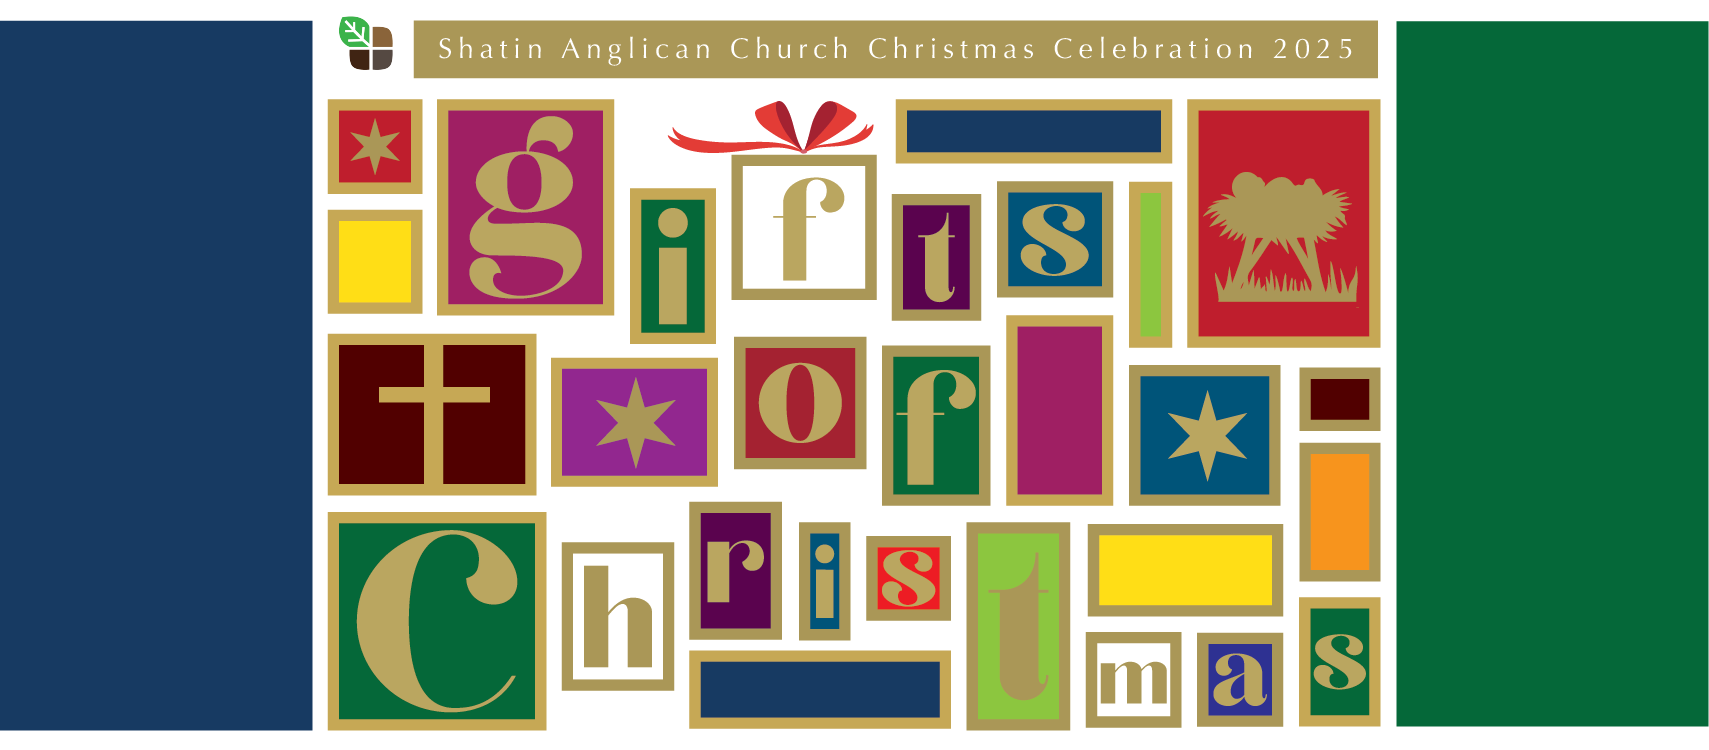 Shatin Anglican Church Christmas Celebration 2025
gifts
of
Christmas